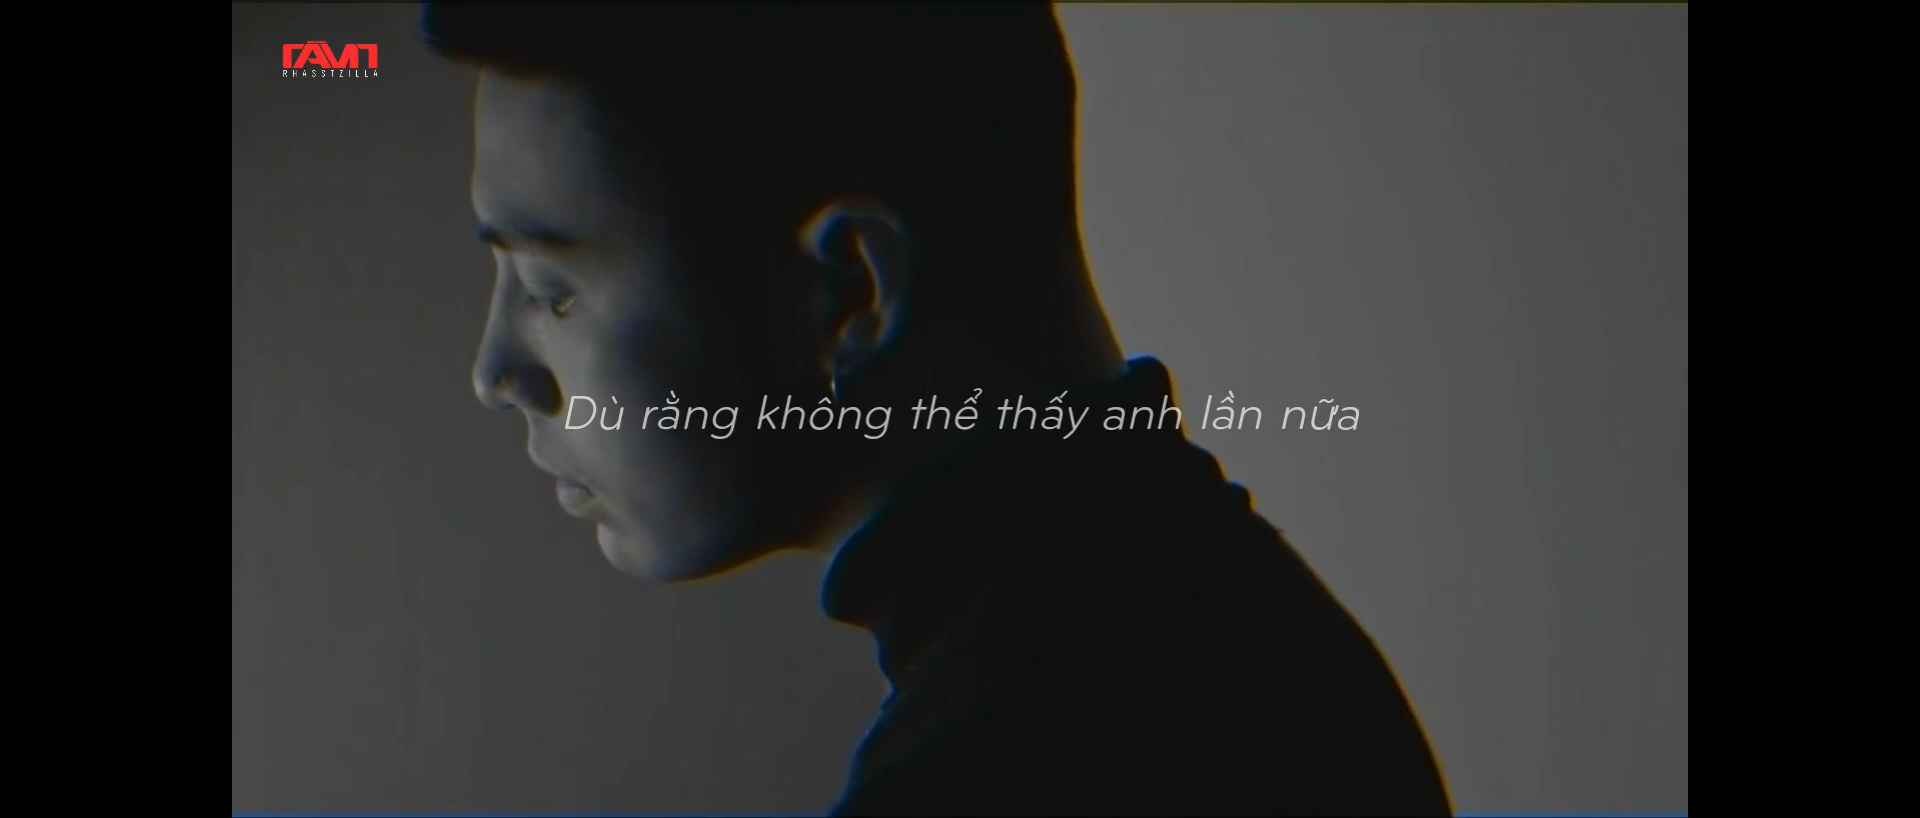 RHASSTZILLA
Dù rằng không thể thấy anh lần nữa